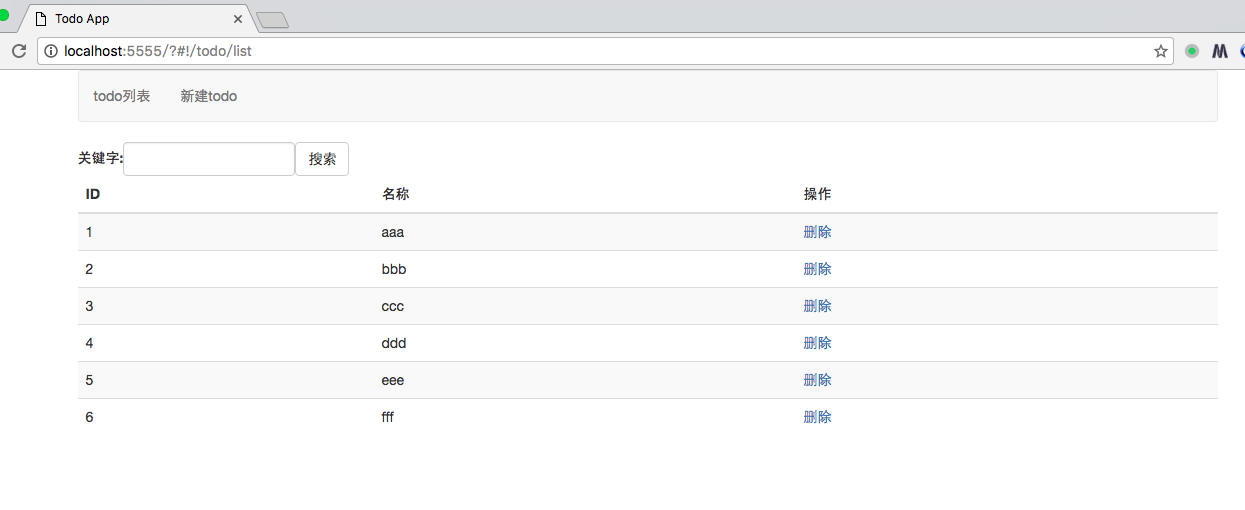 Todo App
localhost:5555/?#!/todo/list
todo列表 新建todo
关键字: 搜索
ID 名称 操作
1 aaa 删除
2 bbb 删除
3 ccc 删除
4 ddd 删除
5 eee 删除
6 fff 删除